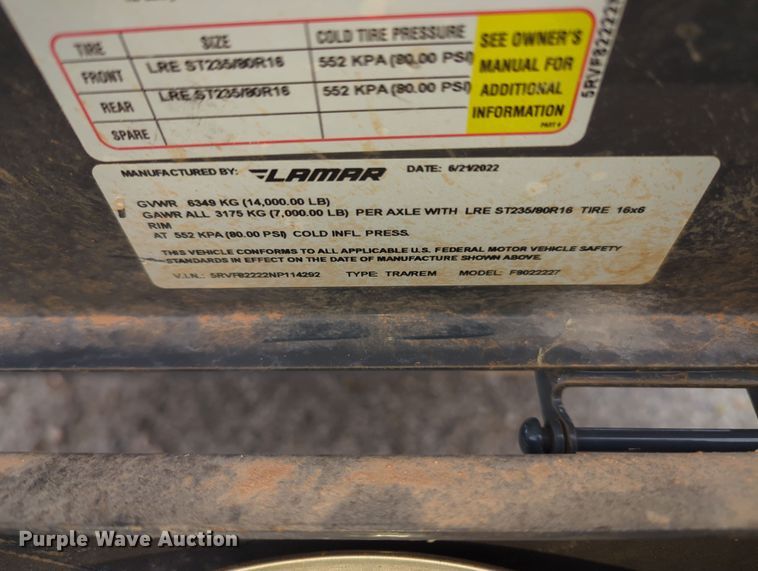 TIRE SIZE COLD TIRE PRESSURE
FRONT LRE ST235/80R16 552 KPA (80.00 PSI)
REAR LRE ST235/80R16 552 KPA (80.00 PSI)
SPARE
SEE OWNER'S
MANUAL FOR
ADDITIONAL
INFORMATION
PART #
5RVF82222N
MANUFACTURED BY: LAMAR DATE: 6/21/2022
GVWR 6349 KG (14,000.00 LB)
GAWR ALL 3175 KG (7,000.00 LB) PER AXLE WITH LRE ST235/80R16 TIRE 16x6
RIM
AT 552 KPA (80.00 PSI) COLD INFL. PRESS.
THIS VEHICLE CONFORMS TO ALL APPLICABLE U.S. FEDERAL MOTOR VEHICLE SAFETY
STANDARDS IN EFFECT ON THE DATE OF MANUFACTURE SHOWN ABOVE.
V.I.N.: 5RVF82222NP114292 TYPE: TRA/REM MODEL: F8022227
Purple Wave Auction